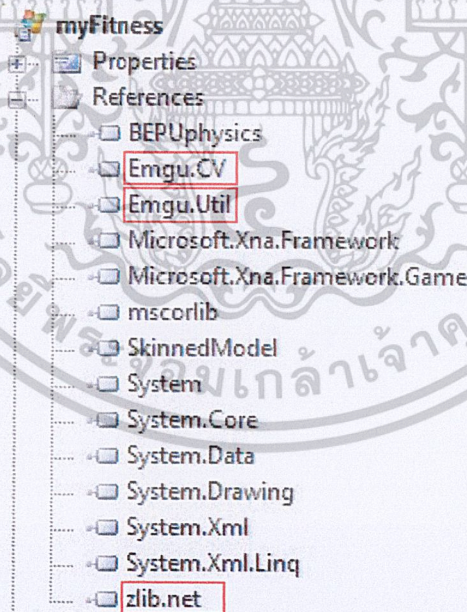 myFitness
Properties
References
BEPUphysics
Emgu.CV
Emgu.Util
Microsoft.Xna.Framework
Microsoft.Xna.Framework.Game
mscorlib
SkinnedModel
System
System.Core
System.Data
System.Drawing
System.Xml
System.Xml.Linq
zlib.net